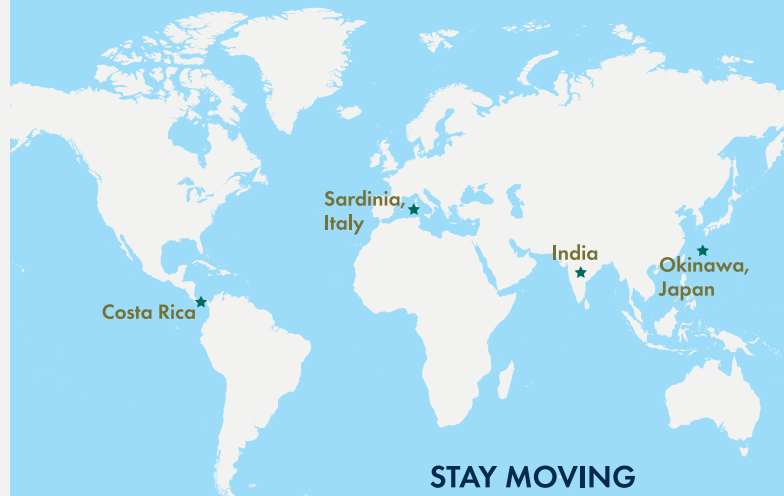 Sardinia,
Italy
India
Okinawa,
Japan
Costa Rica
STAY MOVING